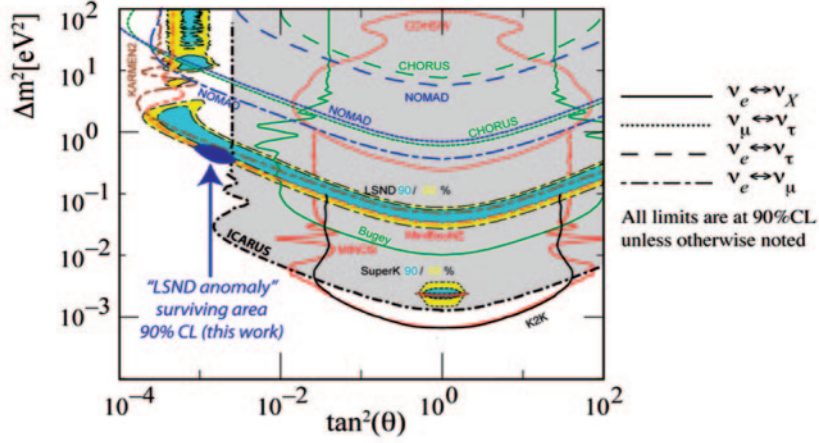 10²
CHORUS
KARMEN2
NOMAD
10¹
NOMAD
CHORUS
Δm²[eV²]
10⁰
LSND 90/ %
10⁻¹
Bugey
ICARUS
MINOS
10⁻²
SuperK 90/ %
"LSND anomaly"
surviving area
90% CL (this work)
10⁻³
K2K
10⁻⁴ 10⁻² 10⁰ 10²
tan²(θ)
νₑ↔νX
νμ↔ντ
νₑ↔ντ
νₑ↔νμ
All limits are at 90%CL
unless otherwise noted